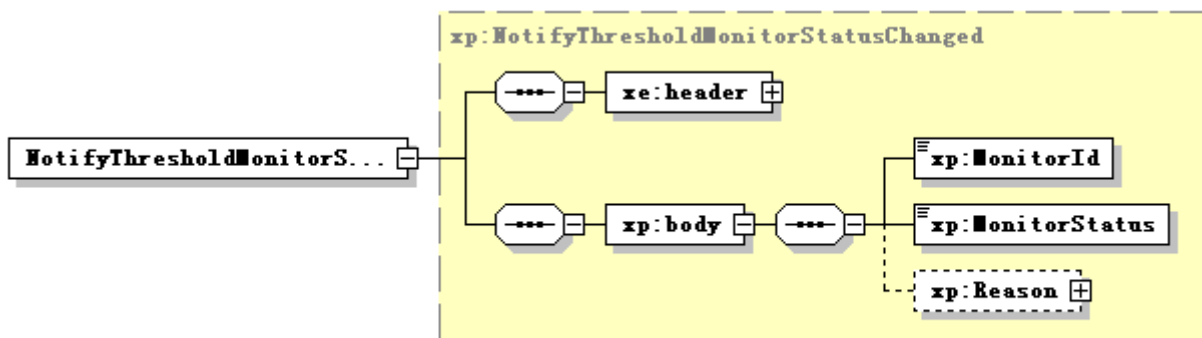 xp:NotifyThresholdMonitorStatusChanged
xe:header
NotifyThresholdMonitorS...
xp:MonitorId
xp:body
xp:MonitorStatus
xp:Reason